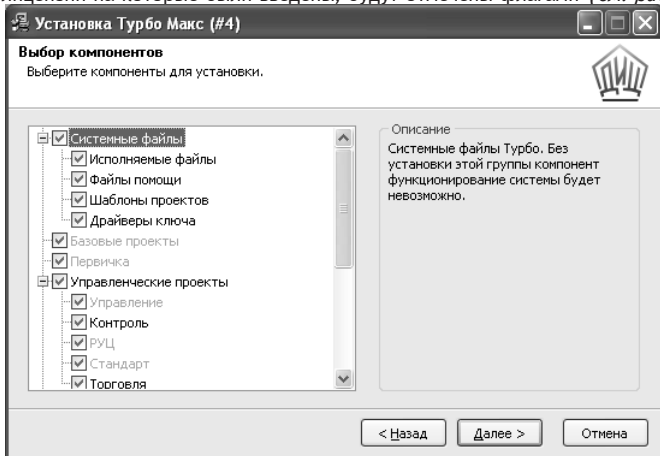 Установка Турбо Макс (#4)
Выбор компонентов
Выберите компоненты для установки.
ДИЦ
Системные файлы
Исполняемые файлы
Файлы помощи
Шаблоны проектов
Драйверы ключа
Базовые проекты
Первичка
Управленческие проекты
Управление
Контроль
РУЦ
Стандарт
Торговля
Описание
Системные файлы Турбо. Без
установки этой группы компонент
функционирование системы будет
невозможно.
< Назад
Далее >
Отмена